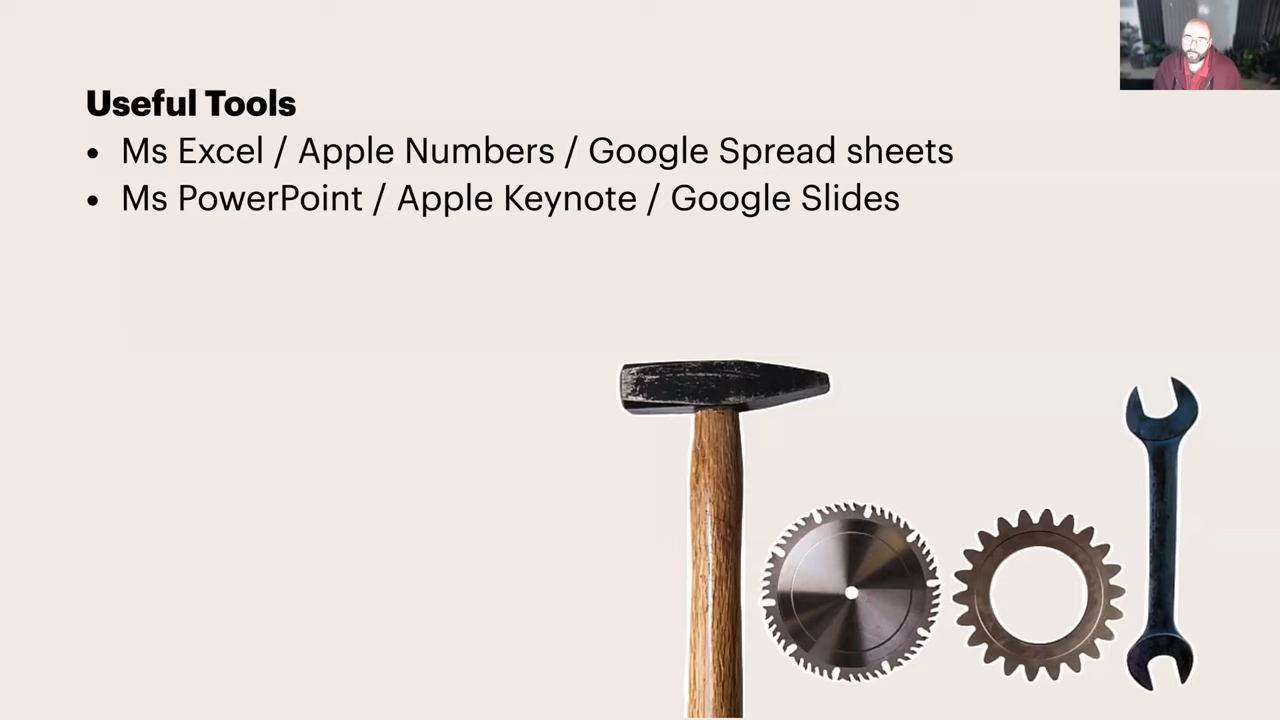 Useful Tools
• Ms Excel / Apple Numbers / Google Spread sheets
• Ms PowerPoint / Apple Keynote / Google Slides